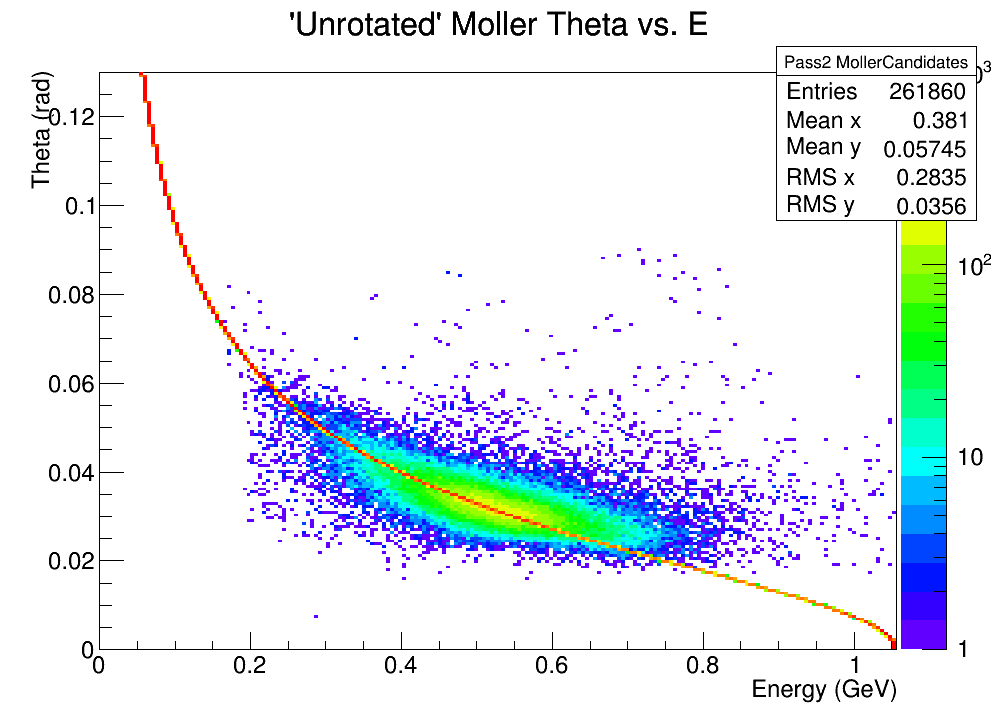 'Unrotated' Moller Theta vs. E
Pass2 MollerCandidates
Entries 261860
Mean x 0.381
Mean y 0.05745
RMS x 0.2835
RMS y 0.0356
Theta (rad)
0.12
0.1
0.08
0.06
0.04
0.02
0
0 0.2 0.4 0.6 0.8 1
Energy (GeV)
10²
10
1